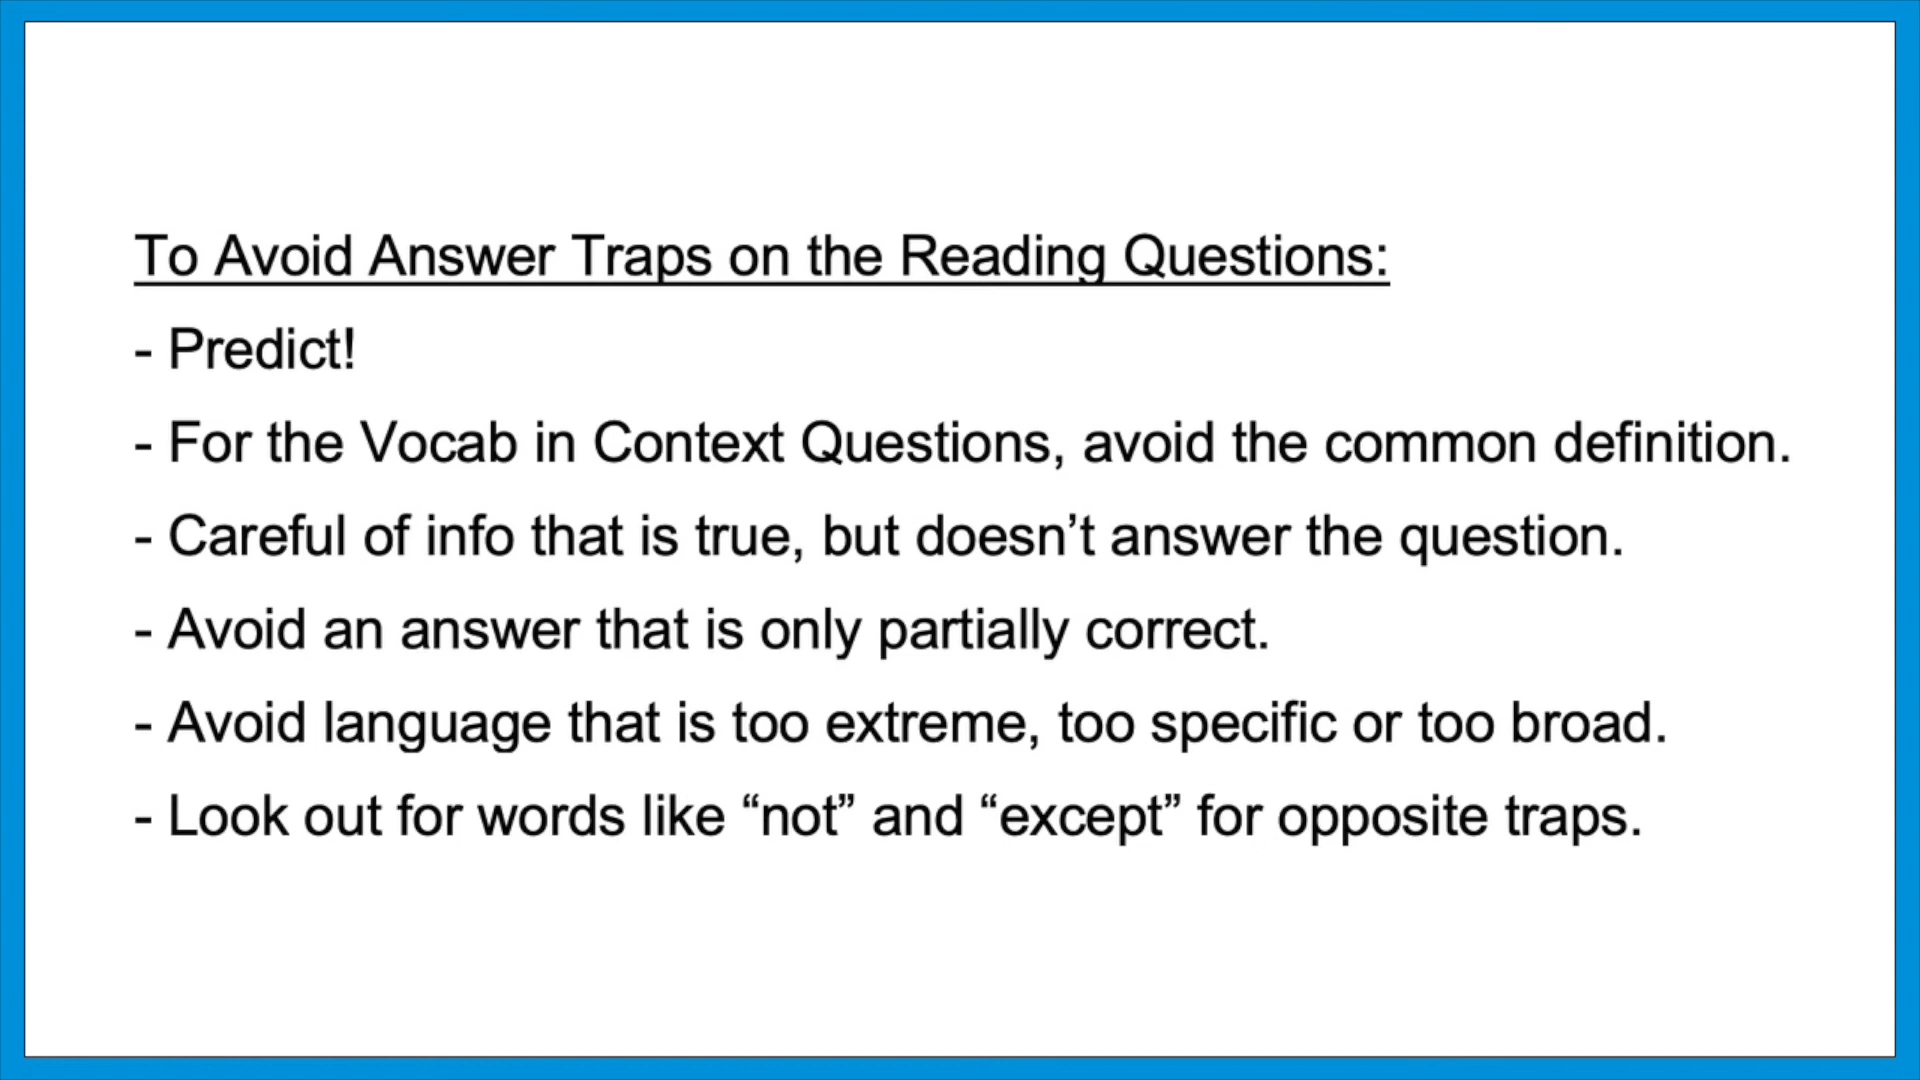 To Avoid Answer Traps on the Reading Questions:
- Predict!
- For the Vocab in Context Questions, avoid the common definition.
- Careful of info that is true, but doesn’t answer the question.
- Avoid an answer that is only partially correct.
- Avoid language that is too extreme, too specific or too broad.
- Look out for words like “not” and “except” for opposite traps.